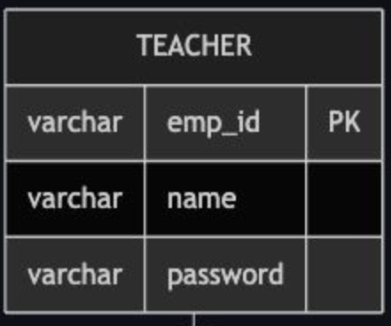 TEACHER
varchar emp_id PK
varchar name
varchar password